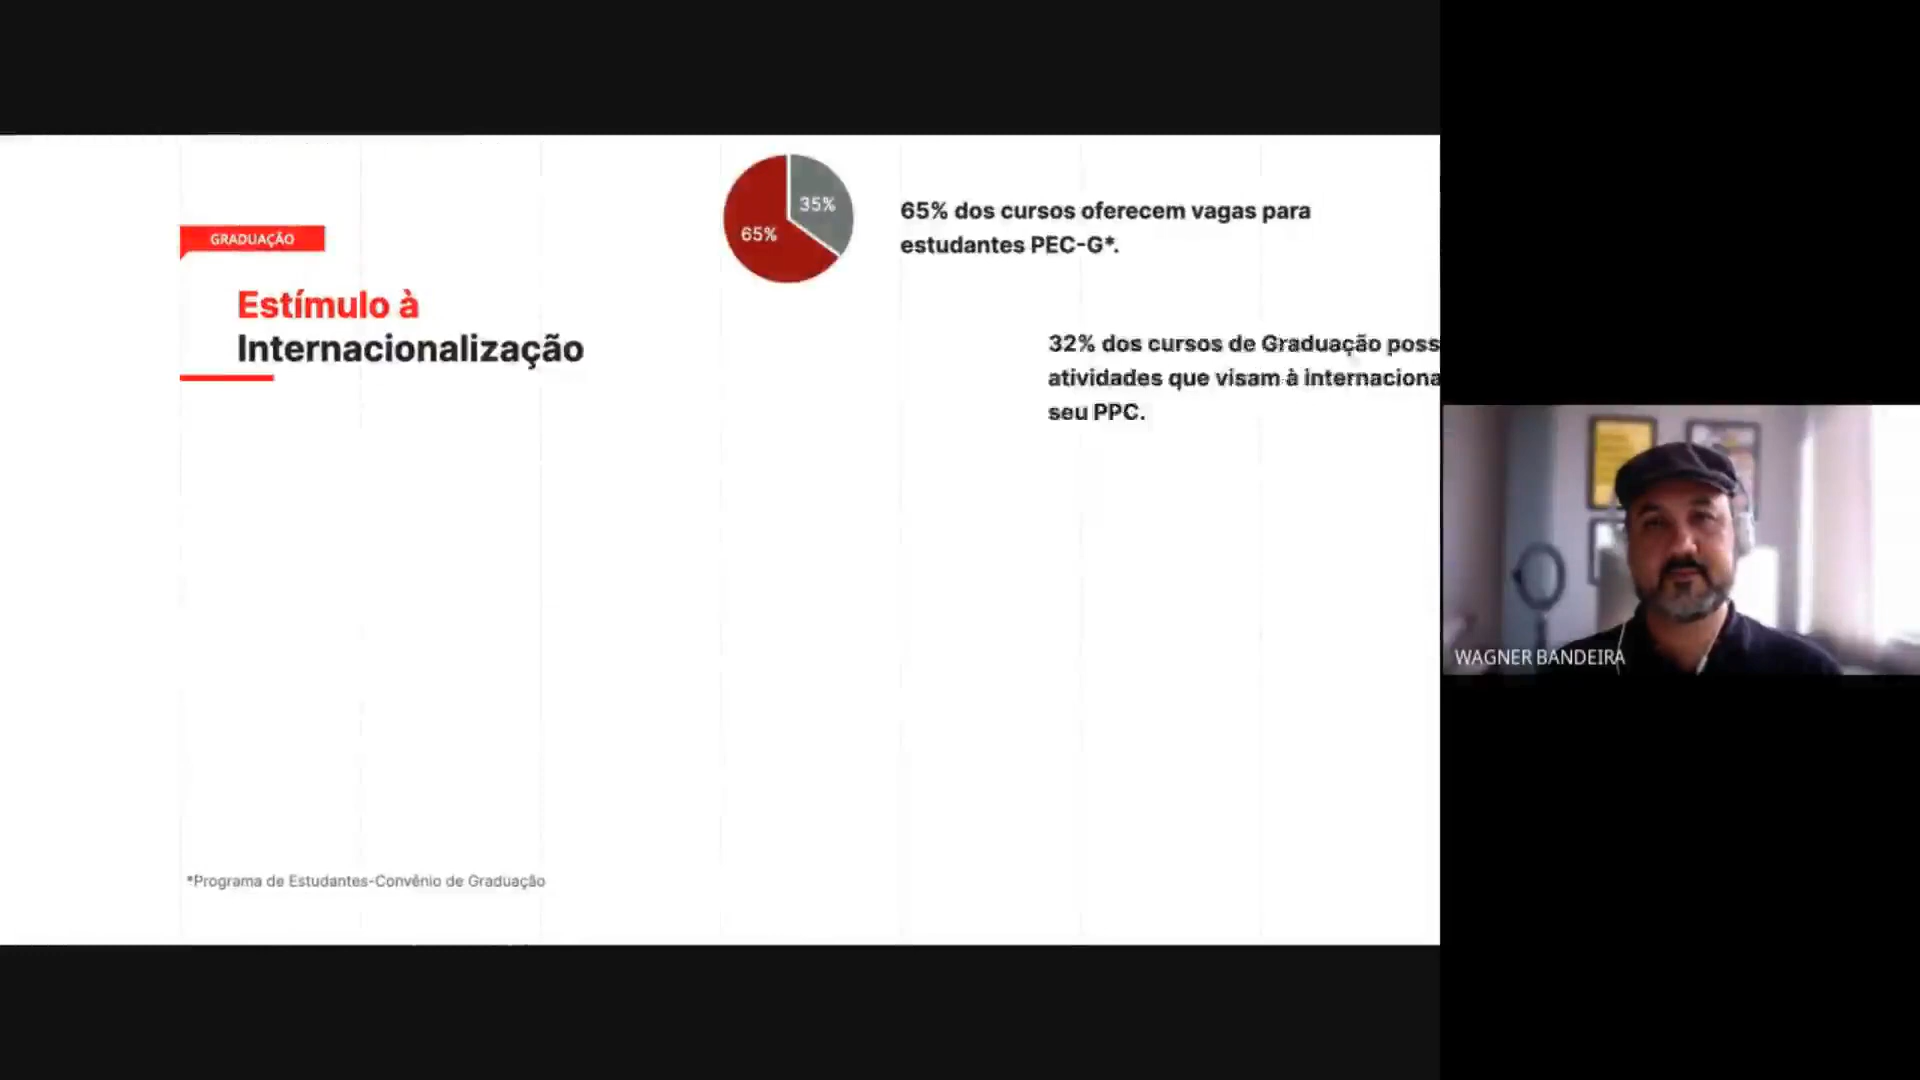 GRADUAÇÃO
Estímulo à
Internacionalização
35%
65%
65% dos cursos oferecem vagas para
estudantes PEC-G*.
32% dos cursos de Graduação poss
atividades que visam à internaciona
seu PPC.
*Programa de Estudantes-Convênio de Graduação
WAGNER BANDEIRA